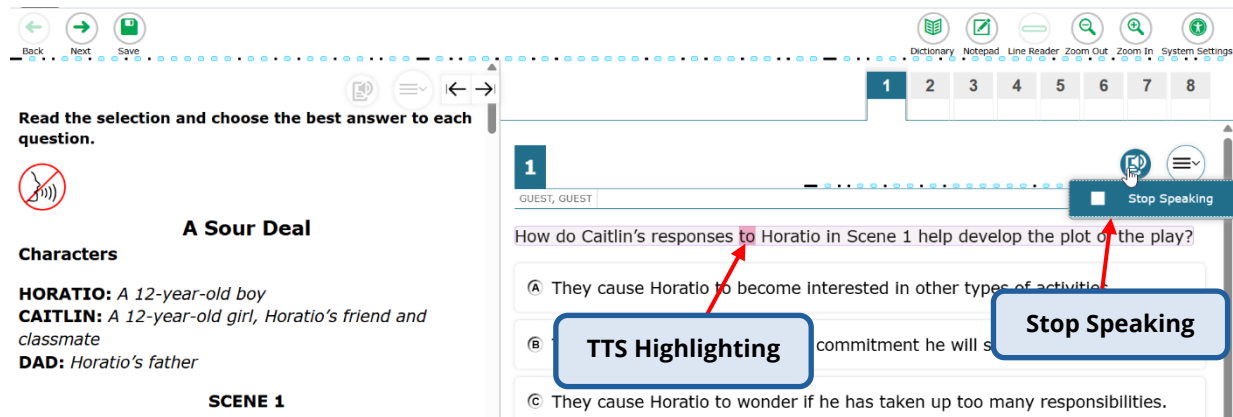 Back Next Save
Dictionary Notepad Line Reader Zoom Out Zoom In System Settings
Read the selection and choose the best answer to each
question.
A Sour Deal
Characters
HORATIO: A 12-year-old boy
CAITLIN: A 12-year-old girl, Horatio's friend and
classmate
DAD: Horatio's father
SCENE 1
1 2 3 4 5 6 7 8
1
GUEST, GUEST
Stop Speaking
How do Caitlin's responses to Horatio in Scene 1 help develop the plot of the play?
A They cause Horatio to become interested in other types of activities.
B commitment he will
C They cause Horatio to wonder if he has taken up too many responsibilities.
TTS Highlighting
Stop Speaking